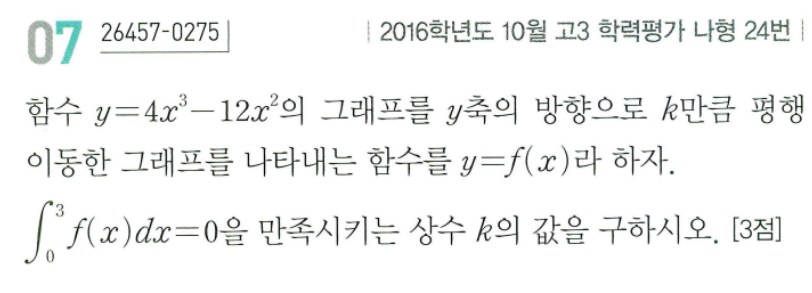 07 26457-0275 | 2016학년도 10월 고3 학력평가 나형 24번 |
함수 y=4x³-12x²의 그래프를 y축의 방향으로 k만큼 평행
이동한 그래프를 나타내는 함수를 y=f(x)라 하자.
∫₀³ f(x)dx=0을 만족시키는 상수 k의 값을 구하시오. [3점]